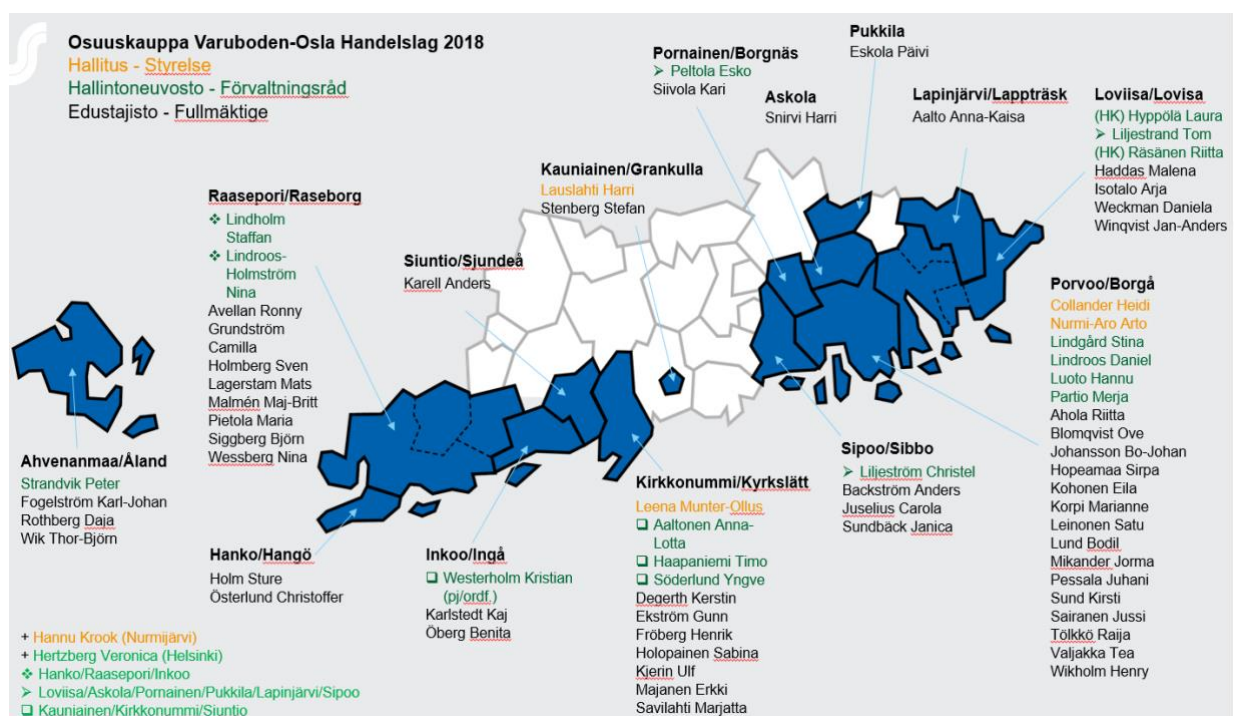 Osuuskauppa Varuboden-Osla Handelslag 2018
Hallitus - Styrelse
Hallintoneuvosto - Förvaltningsråd
Edustajisto - Fullmäktige
Pornainen/Borgnäs
➢ Peltola Esko
Siivola Kari
Pukkila
Eskola Päivi
Askola
Snirvi Harri
Lapinjärvi/Lappträsk
Aalto Anna-Kaisa
Loviisa/Lovisa
(HK) Hyppölä Laura
➢ Liljestrand Tom
(HK) Räsänen Riitta
Haddas Malena
Isotalo Arja
Weckman Daniela
Winqvist Jan-Anders
Kauniainen/Grankulla
Lauslahti Harri
Stenberg Stefan
Raasepori/Raseborg
❖ Lindholm
Staffan
❖ Lindroos-
Holmström
Nina
Avellan Ronny
Grundström
Camilla
Holmberg Sven
Lagerstam Mats
Malmén Maj-Britt
Pietola Maria
Siggberg Björn
Wessberg Nina
Siuntio/Sjundeå
Karell Anders
Porvoo/Borgå
Collander Heidi
Nurmi-Aro Arto
Lindgård Stina
Lindroos Daniel
Luoto Hannu
Partio Merja
Ahola Riitta
Blomqvist Ove
Johansson Bo-Johan
Hopeamaa Sirpa
Kohonen Eila
Korpi Marianne
Leinonen Satu
Lund Bodil
Mikander Jorma
Pessala Juhani
Sund Kirsti
Sairanen Jussi
Tölkkö Raija
Valjakka Tea
Wikholm Henry
Ahvenanmaa/Åland
Strandvik Peter
Fogelström Karl-Johan
Rothberg Daja
Wik Thor-Björn
Sipoo/Sibbo
➢ Liljeström Christel
Backström Anders
Juselius Carola
Sundbäck Janica
Kirkkonummi/Kyrkslätt
Leena Munter-Ollus
❑ Aaltonen Anna-
Lotta
❑ Haapaniemi Timo
❑ Söderlund Yngve
Degerth Kerstin
Ekström Gunn
Fröberg Henrik
Holopainen Sabina
Kjerin Ulf
Majanen Erkki
Savilahti Marjatta
Hanko/Hangö
Holm Sture
Österlund Christoffer
Inkoo/Ingå
❑ Westerholm Kristian
(pj/ordf.)
Karlstedt Kaj
Öberg Benita
+ Hannu Krook (Nurmijärvi)
+ Hertzberg Veronica (Helsinki)
❖ Hanko/Raasepori/Inkoo
➢ Loviisa/Askola/Pornainen/Pukkila/Lapinjärvi/Sipoo
❑ Kauniainen/Kirkkonummi/Siuntio